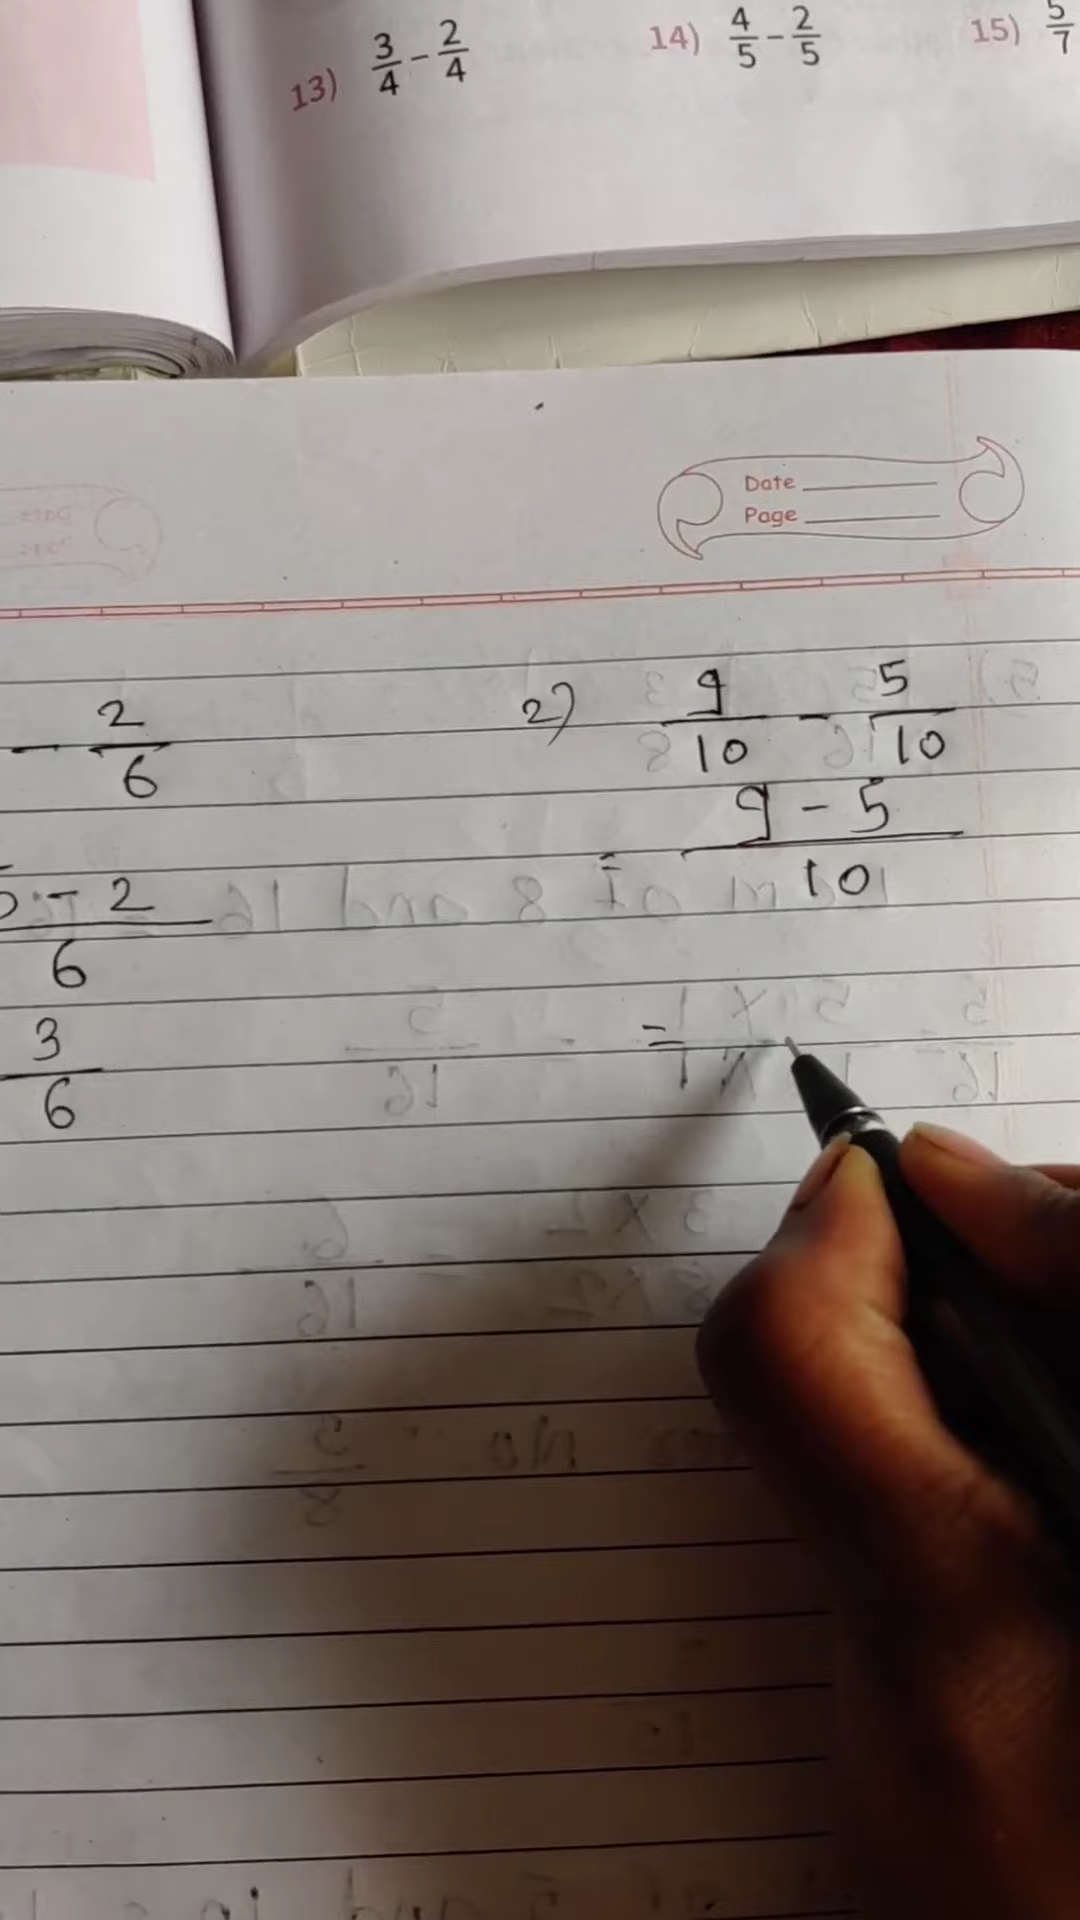 13) 3/4 - 2/4 14) 4/5 - 2/5 15) 5/7
Date
Page
- 2/6 2) 9/10 - 5/10
- 2/6 = 9 - 5/10
3/6 =